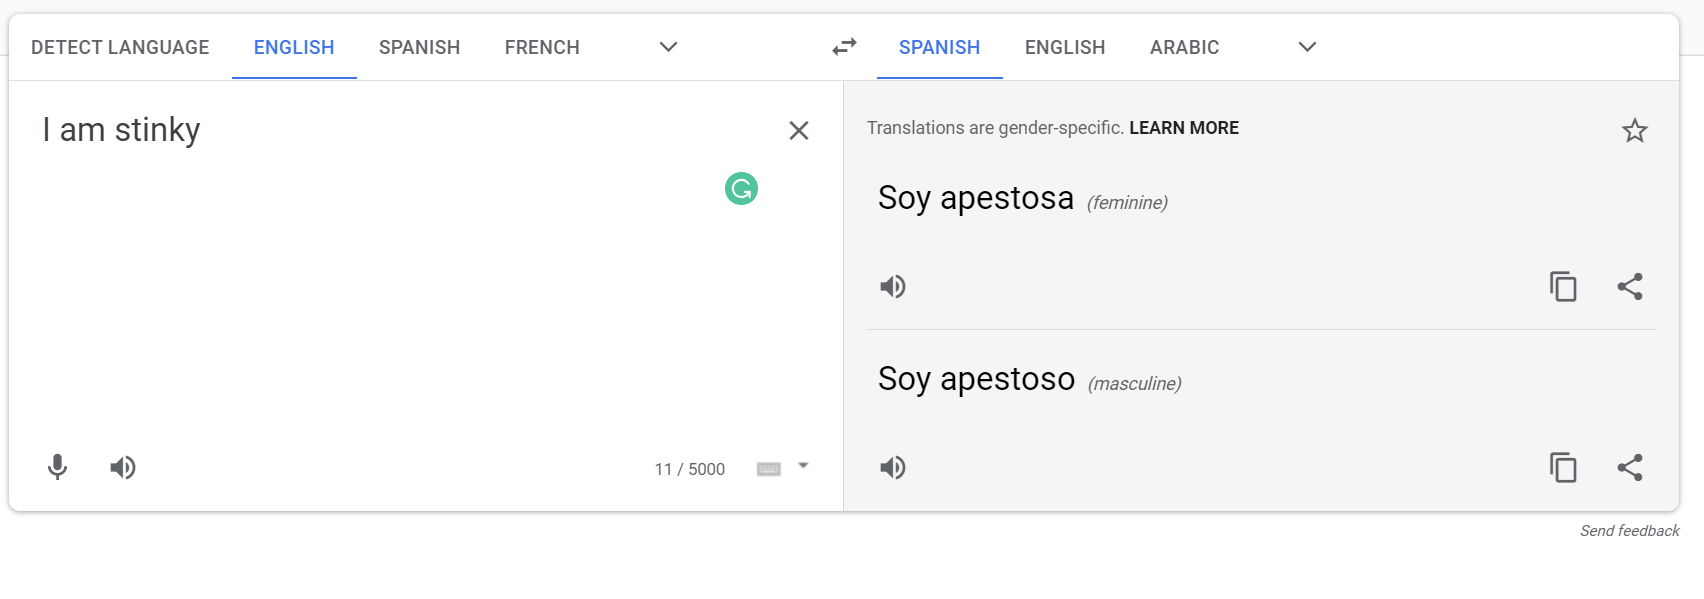 DETECT LANGUAGE ENGLISH SPANISH FRENCH SPANISH ENGLISH ARABIC
I am stinky
11 / 5000
Translations are gender-specific. LEARN MORE
Soy apestosa (feminine)
Soy apestoso (masculine)
Send feedback